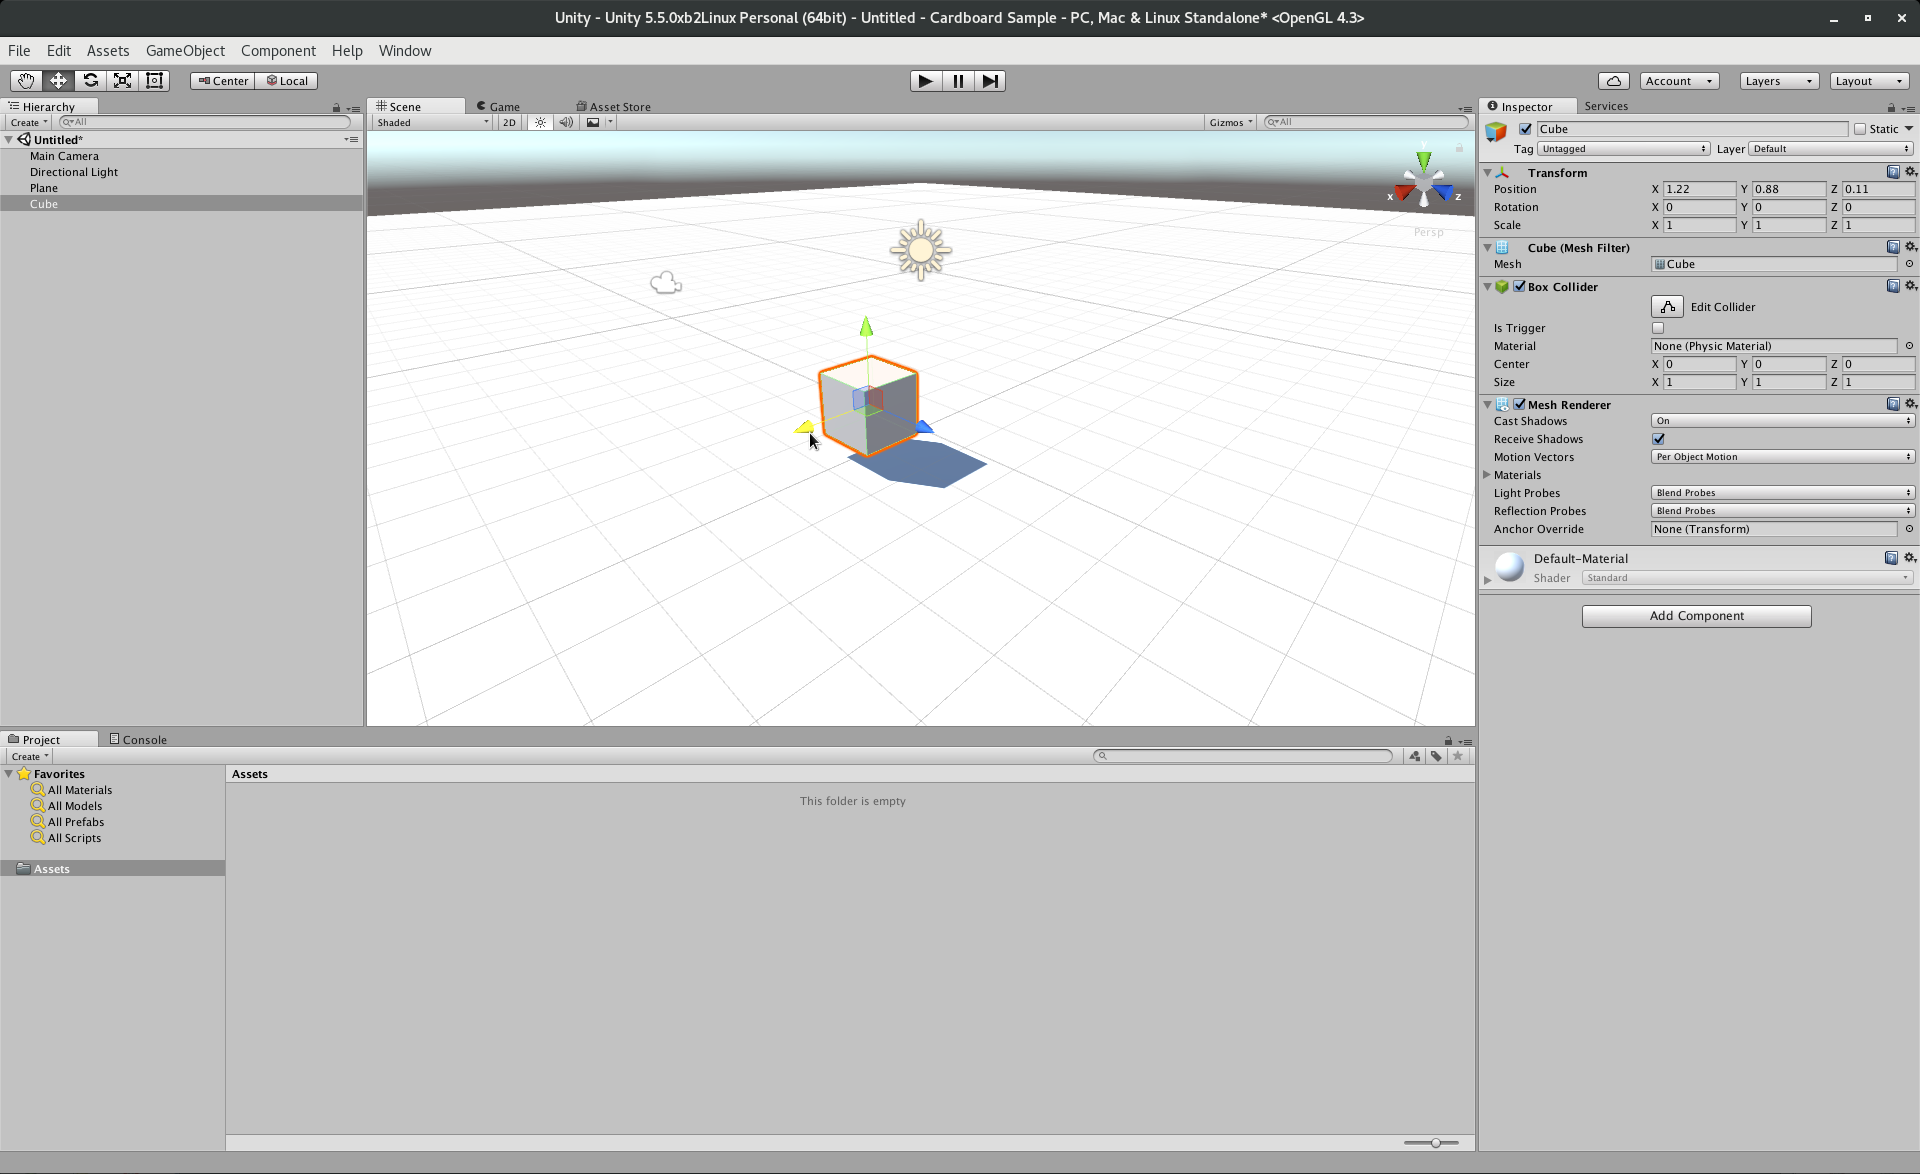 Unity - Unity 5.5.0xb2Linux Personal (64bit) - Untitled - Cardboard Sample - PC, Mac & Linux Standalone* <OpenGL 4.3>
File Edit Assets GameObject Component Help Window
Center Local Account Layers Layout
Hierarchy
Create All
Untitled*
Main Camera
Directional Light
Plane
Cube
Scene Game Asset Store
Shaded 2D Gizmos All
y
x z
Persp
Inspector Services
Cube Static
Tag Untagged Layer Default
Transform
Position X 1.22 Y 0.88 Z 0.11
Rotation X 0 Y 0 Z 0
Scale X 1 Y 1 Z 1
Cube (Mesh Filter)
Mesh Cube
Box Collider
Edit Collider
Is Trigger
Material None (Physic Material)
Center X 0 Y 0 Z 0
Size X 1 Y 1 Z 1
Mesh Renderer
Cast Shadows On
Receive Shadows
Motion Vectors Per Object Motion
Materials
Light Probes Blend Probes
Reflection Probes Blend Probes
Anchor Override None (Transform)
Default-Material
Shader Standard
Add Component
Project Console
Create
Favorites
All Materials
All Models
All Prefabs
All Scripts
Assets
Assets
This folder is empty